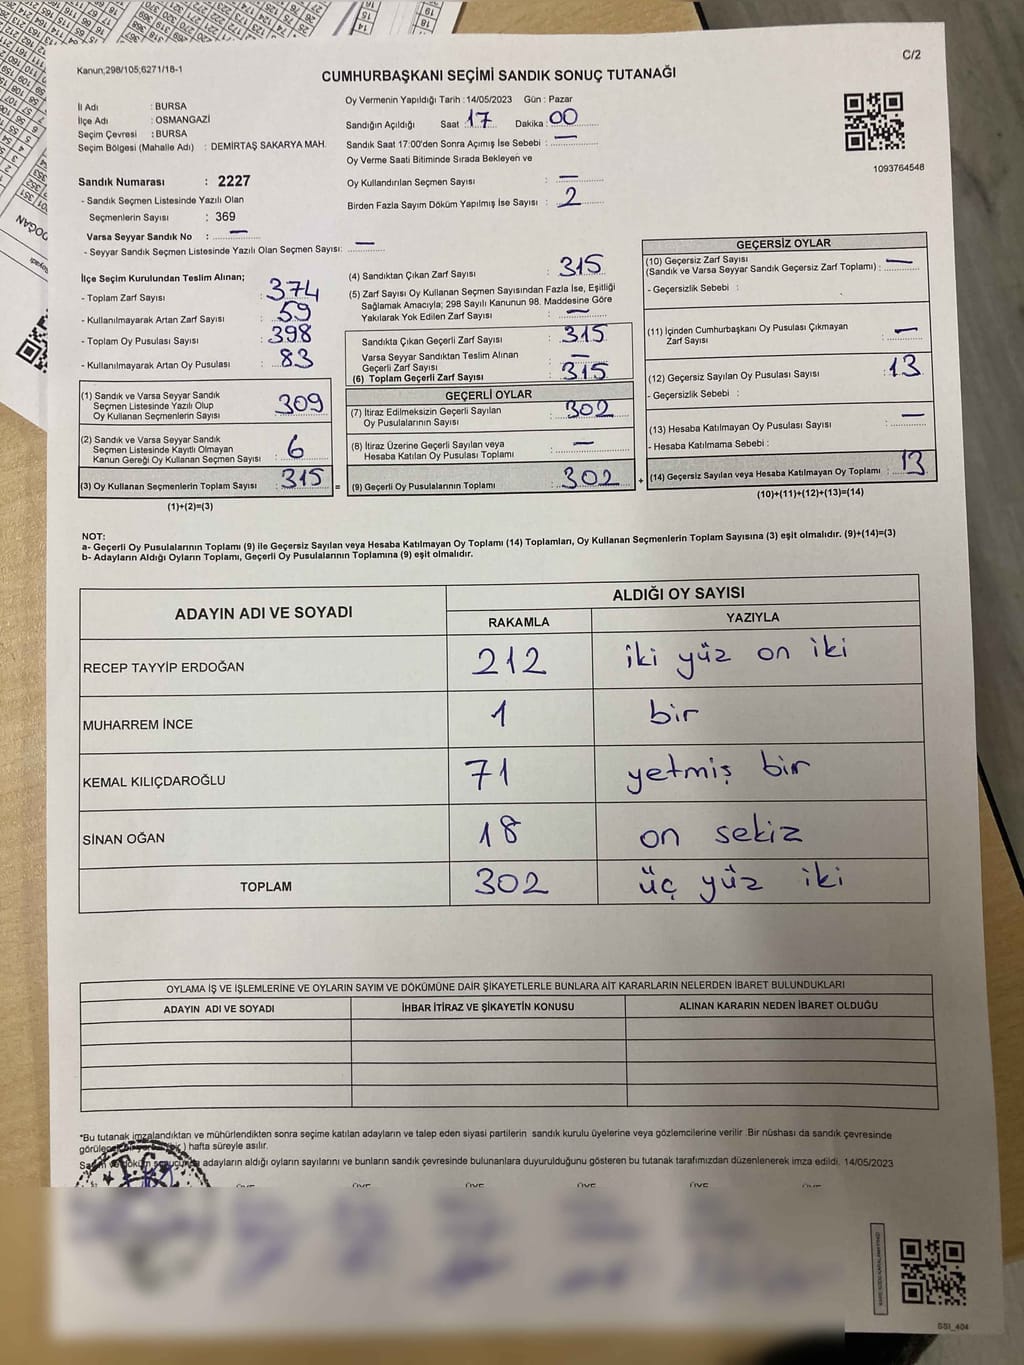 C/2
Kanun;298/105;6271/18-1
CUMHURBAŞKANI SEÇİMİ SANDIK SONUÇ TUTANAĞI
İl Adı : BURSA
İlçe Adı : OSMANGAZİ
Seçim Çevresi : BURSA
Seçim Bölgesi (Mahalle Adı) : DEMİRTAŞ SAKARYA MAH.
Sandık Numarası : 2227
- Sandık Seçmen Listesinde Yazılı Olan
Seçmenlerin Sayısı : 369
Varsa Seyyar Sandık No : —
- Seyyar Sandık Seçmen Listesinde Yazılı Olan Seçmen Sayısı: —
Oy Vermenin Yapıldığı Tarih : 14/05/2023 Gün : Pazar
Sandığın Açıldığı Saat 17 Dakika : 00
Sandık Saat 17:00'den Sonra Açımış İse Sebebi : —
Oy Verme Saati Bitiminde Sırada Bekleyen ve
Oy Kullandırılan Seçmen Sayısı : —
Birden Fazla Sayım Döküm Yapılmış İse Sayısı : 2
1093764548
İlçe Seçim Kurulundan Teslim Alınan;
- Toplam Zarf Sayısı : 374
- Kullanılmayarak Artan Zarf Sayısı : 59
- Toplam Oy Pusulası Sayısı : 398
- Kullanılmayarak Artan Oy Pusulası : 83
(1) Sandık ve Varsa Seyyar Sandık
Seçmen Listesinde Yazılı Olup
Oy Kullanan Seçmenlerin Sayısı 309
(2) Sandık ve Varsa Seyyar Sandık
Seçmen Listesinde Kayıtlı Olmayan
Kanun Gereği Oy Kullanan Seçmen Sayısı : 6
(3) Oy Kullanan Seçmenlerin Toplam Sayısı : 315 =
(1)+(2)=(3)
(4) Sandıktan Çıkan Zarf Sayısı : 315
(5) Zarf Sayısı Oy Kullanan Seçmen Sayısından Fazla İse, Eşitliği
Sağlamak Amacıyla; 298 Sayılı Kanunun 98. Maddesine Göre
Yakılarak Yok Edilen Zarf Sayısı : —
Sandıkta Çıkan Geçerli Zarf Sayısı : 315
Varsa Seyyar Sandıktan Teslim Alınan
Geçerli Zarf Sayısı : —
(6) Toplam Geçerli Zarf Sayısı : 315
GEÇERLİ OYLAR
(7) İtiraz Edilmeksizin Geçerli Sayılan
Oy Pusulasının Sayısı : 302
(8) İtiraz Üzerine Geçerli Sayılan veya
Hesaba Katılan Oy Pusulası Toplamı : —
(9) Geçerli Oy Pusulalarının Toplamı : 302 +
GEÇERSİZ OYLAR
(10) Geçersiz Zarf Sayısı
(Sandık ve Varsa Seyyar Sandık Geçersiz Zarf Toplamı) : —
- Geçersizlik Sebebi :
(11) İçinden Cumhurbaşkanı Oy Pusulası Çıkmayan
Zarf Sayısı : —
(12) Geçersiz Sayılan Oy Pusulası Sayısı : 13
- Geçersizlik Sebebi :
(13) Hesaba Katılmayan Oy Pusulası Sayısı : —
- Hesaba Katılmama Sebebi :
(14) Geçersiz Sayılan veya Hesaba Katılmayan Oy Toplamı : 13
(10)+(11)+(12)+(13)=(14)
NOT:
a- Geçerli Oy Pusulalarının Toplamı (9) ile Geçersiz Sayılan veya Hesaba Katılmayan Oy Toplamı (14) Toplamları, Oy Kullanan Seçmenlerin Toplam Sayısına (3) eşit olmalıdır. (9)+(14)=(3)
b- Adayların Aldığı Oyların Toplamı, Geçerli Oy Pusulalarının Toplamına (9) eşit olmalıdır.
ADAYIN ADI VE SOYADI ALDIĞI OY SAYISI
RAKAMLA YAZIYLA
RECEP TAYYİP ERDOĞAN 212 iki yüz on iki
MUHARREM İNCE 1 bir
KEMAL KILIÇDAROĞLU 71 yetmiş bir
SİNAN OĞAN 18 on sekiz
TOPLAM 302 üç yüz iki
OYLAMA İŞ VE İŞLEMLERİNE VE OYLARIN SAYIM VE DÖKÜMÜNE DAİR ŞİKAYETLERLE BUNLARA AİT KARARLARIN NELERDEN İBARET BULUNDUKLARI
ADAYIN ADI VE SOYADI İHBAR İTİRAZ VE ŞİKAYETİN KONUSU ALINAN KARARIN NEDEN İBARET OLDUĞU
*Bu tutanak imzalandıktan ve mühürlendikten sonra seçime katılan adayların ve talep eden siyasi partilerin sandık kurulu üyelerine veya gözlemcilerine verilir. Bir nüshası da sandık çevresinde
hafta süreyle asılır.
adayların aldığı oyların sayılarını ve bunların sandık çevresinde bulunanlara duyurulduğunu gösteren bu tutanak tarafımızdan düzenlenerek imza edildi. 14/05/2023
SSI_404